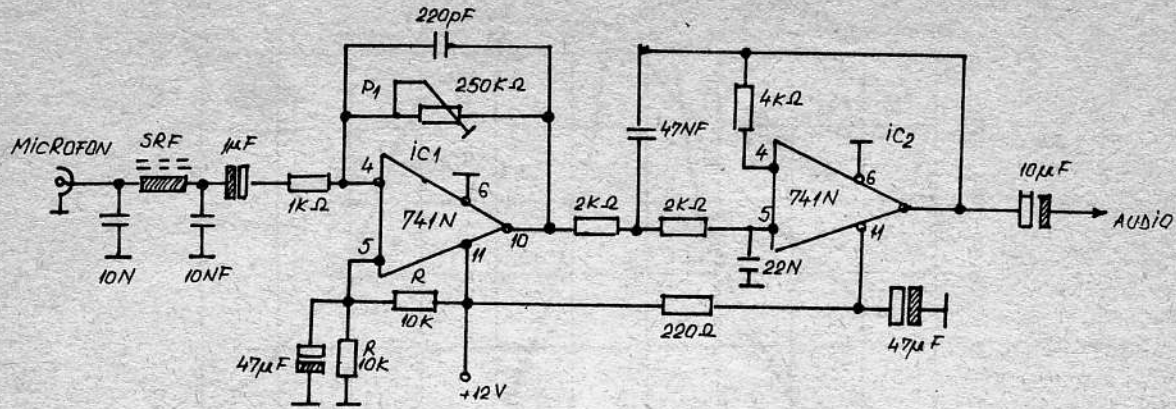 220pF
P1
250KΩ
MiCROFON
SRF
1µF
1KΩ
10N
10NF
4
5
iC1
741N
6
11
10
R
10K
47µF
R
10K
+12V
2KΩ
47NF
4KΩ
2KΩ
22N
4
5
iC2
741N
6
11
220Ω
47µF
10µF
AUDiO